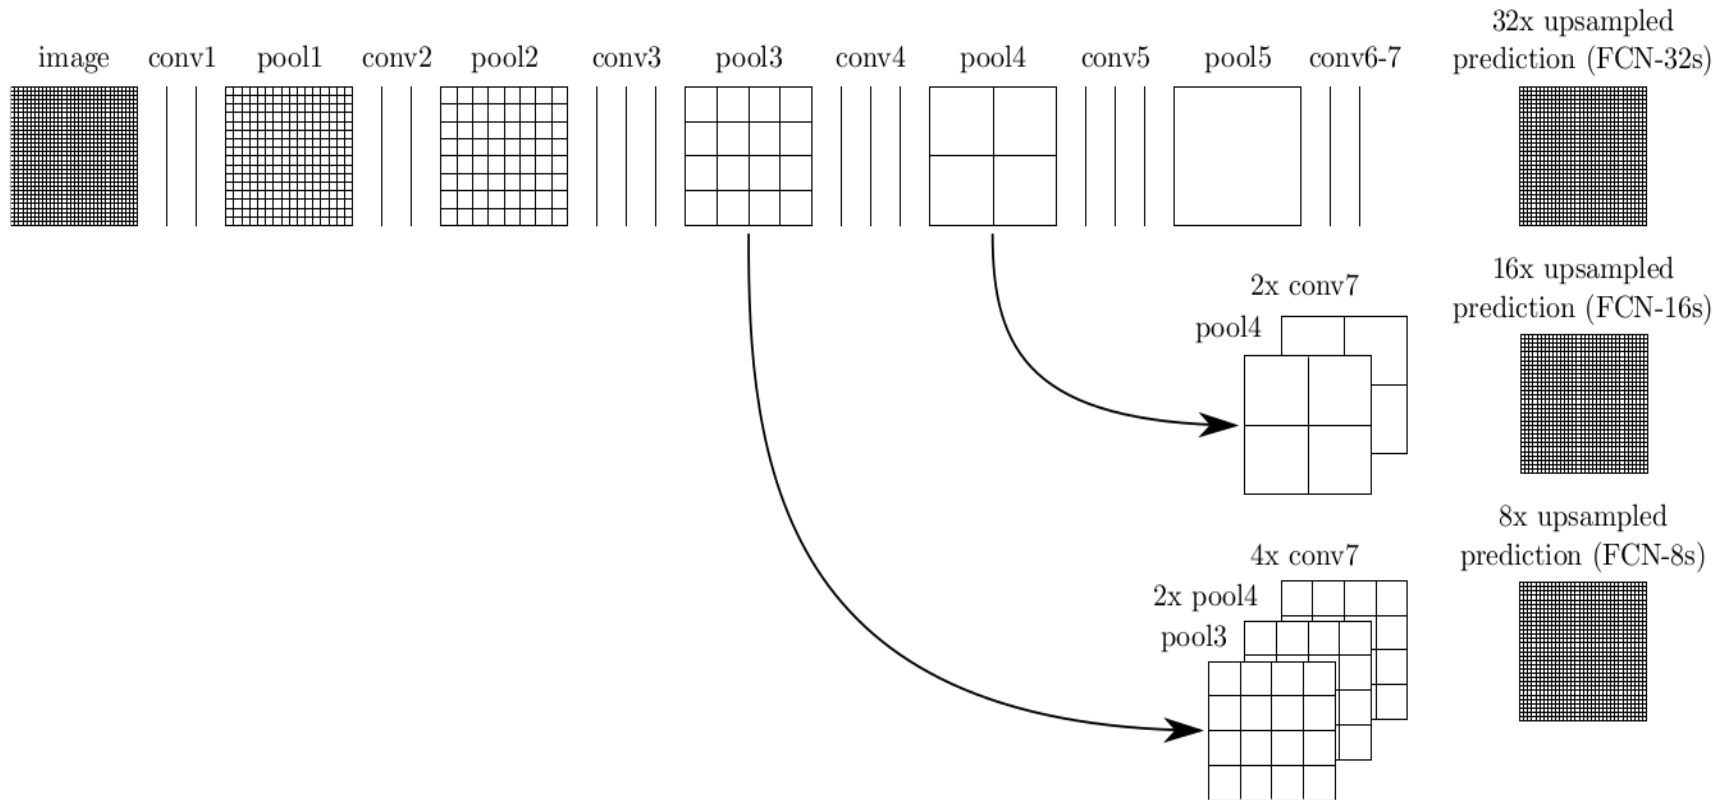 image conv1 pool1 conv2 pool2 conv3 pool3 conv4 pool4 conv5 pool5 conv6-7
32x upsampled
prediction (FCN-32s)
16x upsampled
prediction (FCN-16s)
2x conv7
pool4
8x upsampled
prediction (FCN-8s)
4x conv7
2x pool4
pool3